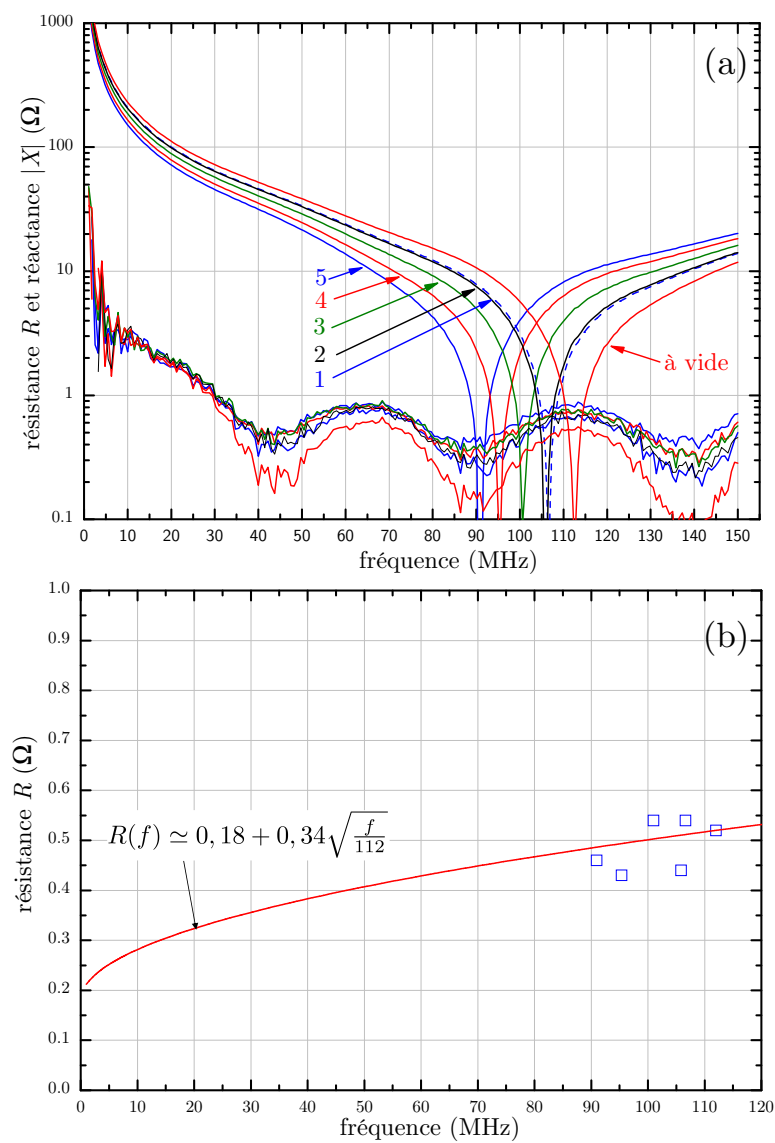 (a)
résistance R et réactance |X| (Ω)
1000
100
10
1
0.1
5
4
3
2
1
à vide
0 10 20 30 40 50 60 70 80 90 100 110 120 130 140 150
fréquence (MHz)
(b)
résistance R (Ω)
1.0
0.9
0.8
0.7
0.6
0.5
0.4
0.3
0.2
0.1
0.0
R(f) ≃ 0, 18 + 0, 34√(f/112)
0 10 20 30 40 50 60 70 80 90 100 110 120
fréquence (MHz)